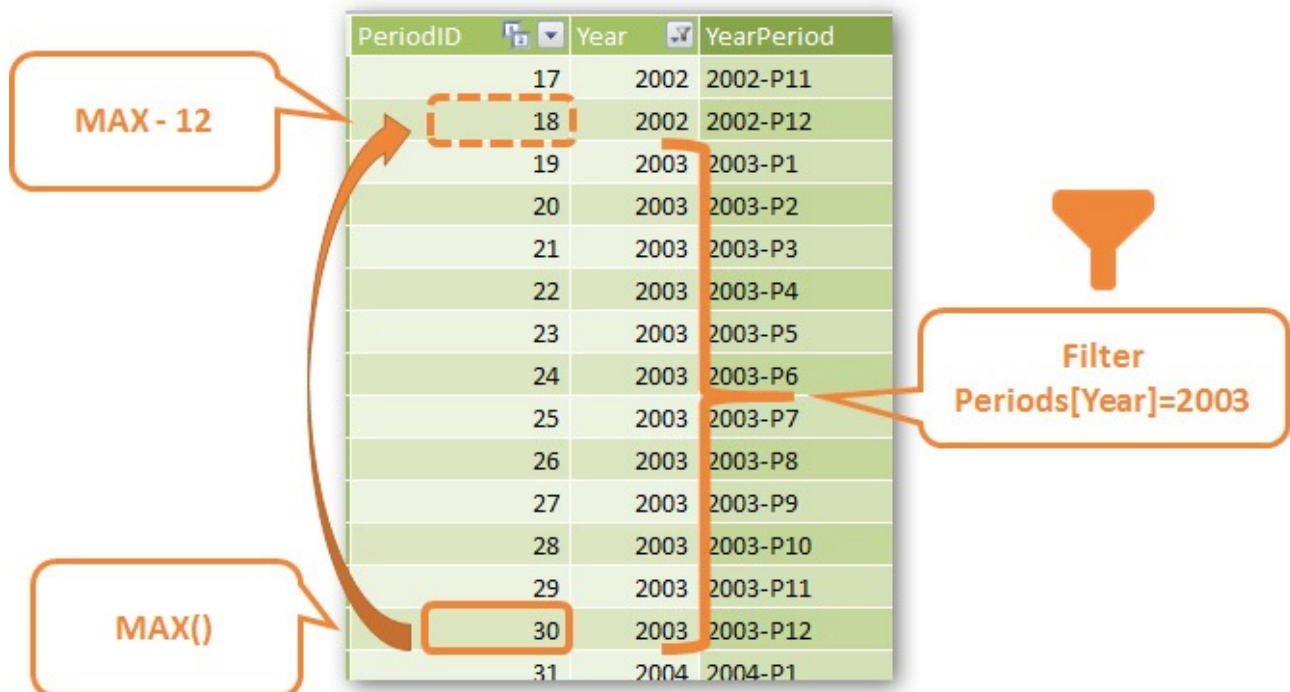 PeriodID Year YearPeriod
17 2002 2002-P11
MAX - 12
18 2002 2002-P12
19 2003 2003-P1
20 2003 2003-P2
21 2003 2003-P3
22 2003 2003-P4
23 2003 2003-P5
24 2003 2003-P6
Filter
Periods[Year]=2003
25 2003 2003-P7
26 2003 2003-P8
27 2003 2003-P9
28 2003 2003-P10
29 2003 2003-P11
MAX()
30 2003 2003-P12
31 2004 2004-P1